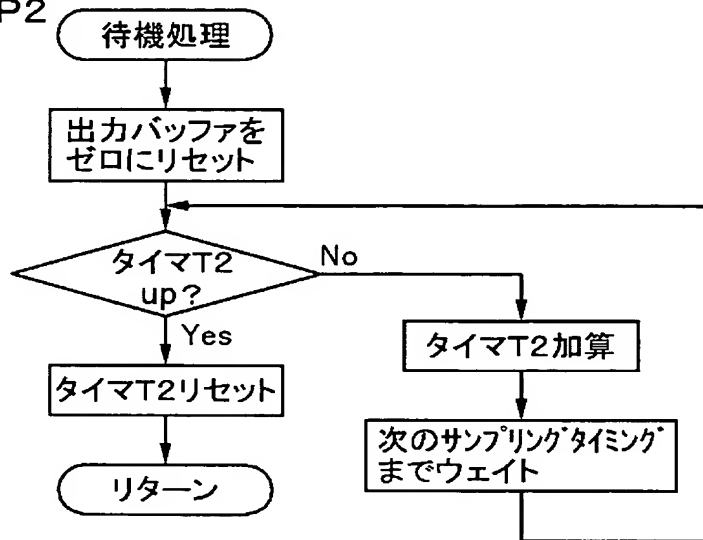 P2
待機処理
出力バッファを
ゼロにリセット
タイマT2
up?
No
Yes
タイマT2加算
タイマT2リセット
次のサンプリングタイミング
までウェイト
リターン